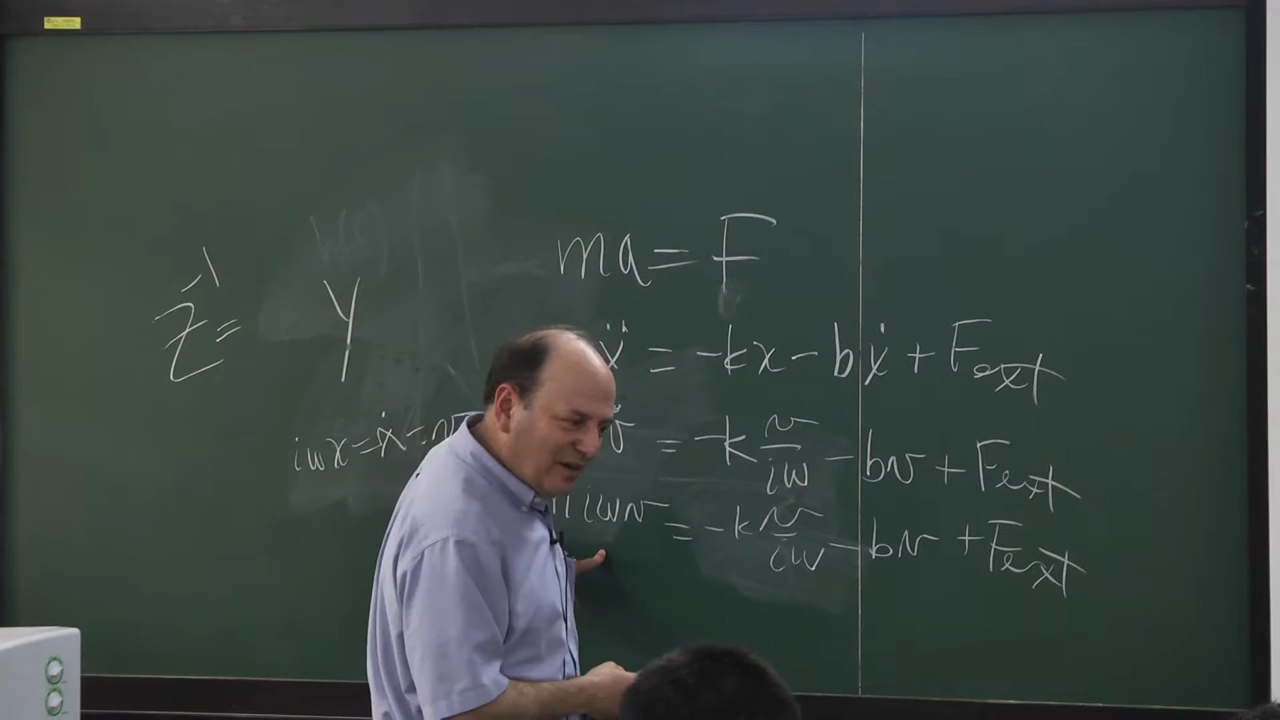 ma = F
ẑ = Y
ẍ = -kx - bẋ + Fext
iωx = ẋ = v
= -k v/iω - bv + Fext
iωv = -k v/iω - bv + Fext